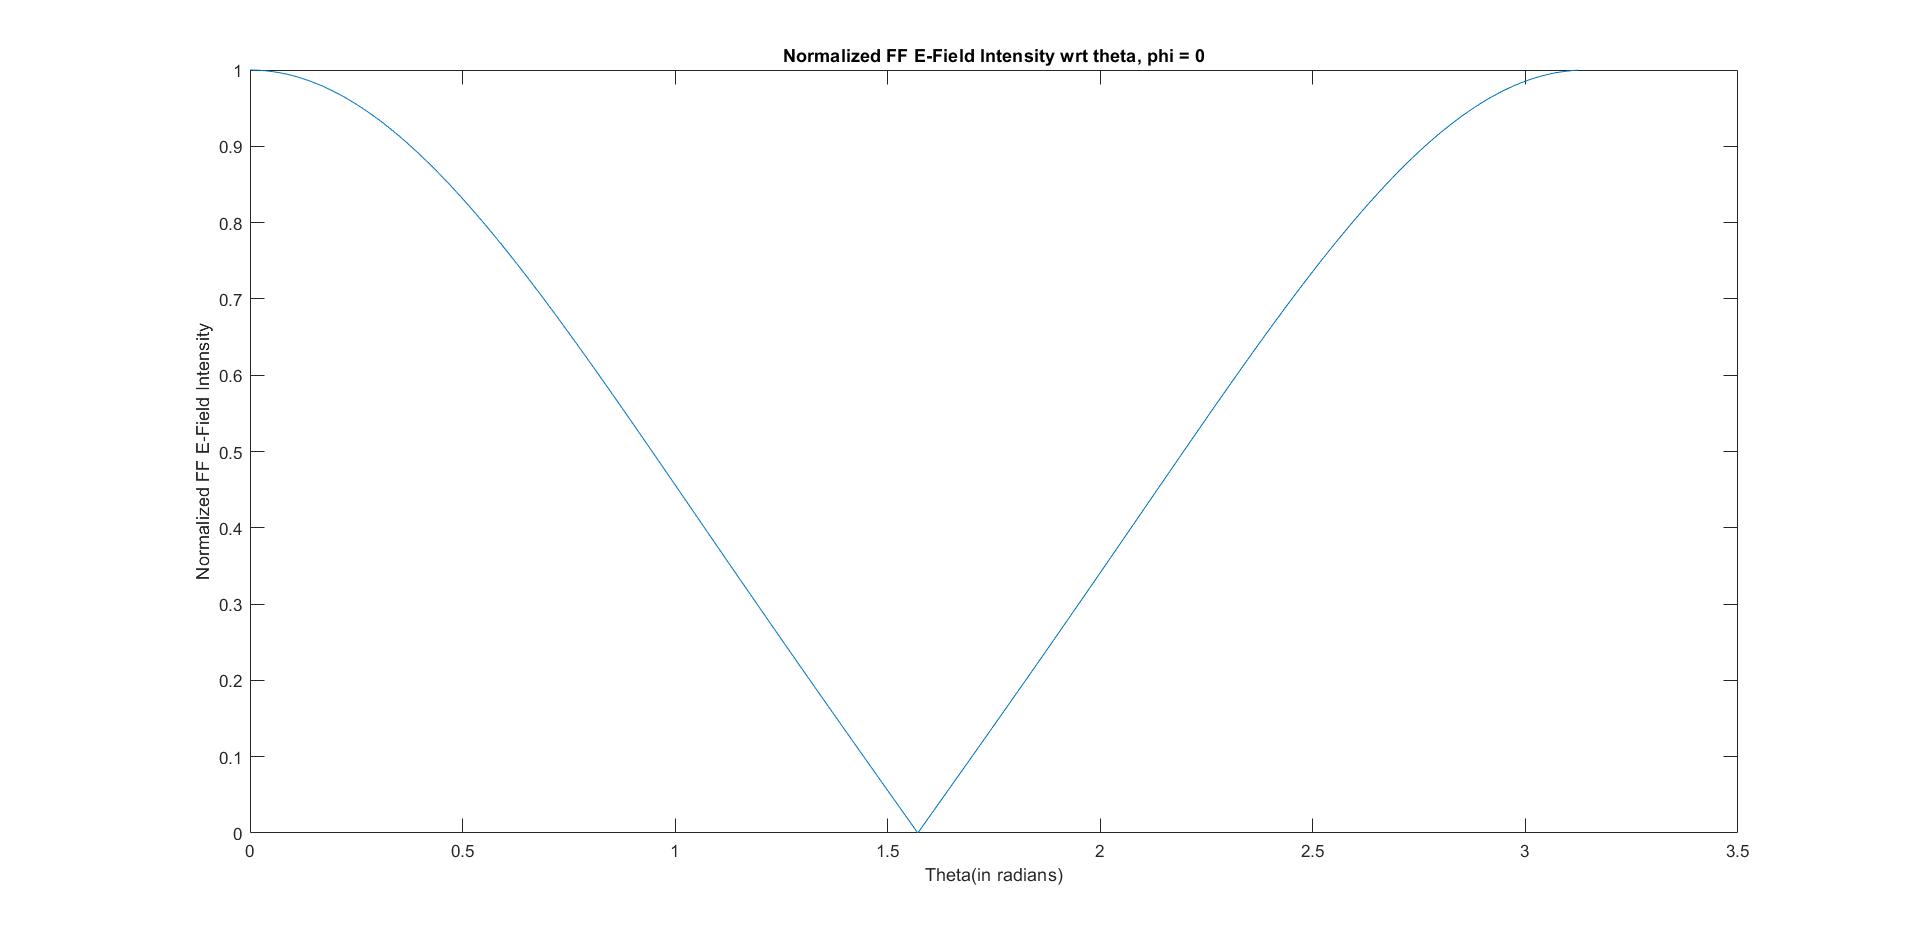 Normalized FF E-Field Intensity wrt theta, phi = 0
1
0.9
0.8
0.7
0.6
0.5
0.4
0.3
0.2
0.1
0
Normalized FF E-Field Intensity
0 0.5 1 1.5 2 2.5 3 3.5
Theta(in radians)